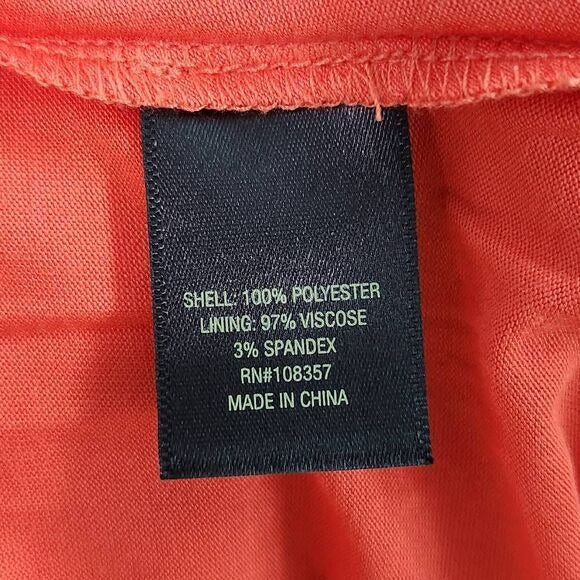 SHELL: 100% POLYESTER
LINING: 97% VISCOSE
3% SPANDEX
RN#108357
MADE IN CHINA